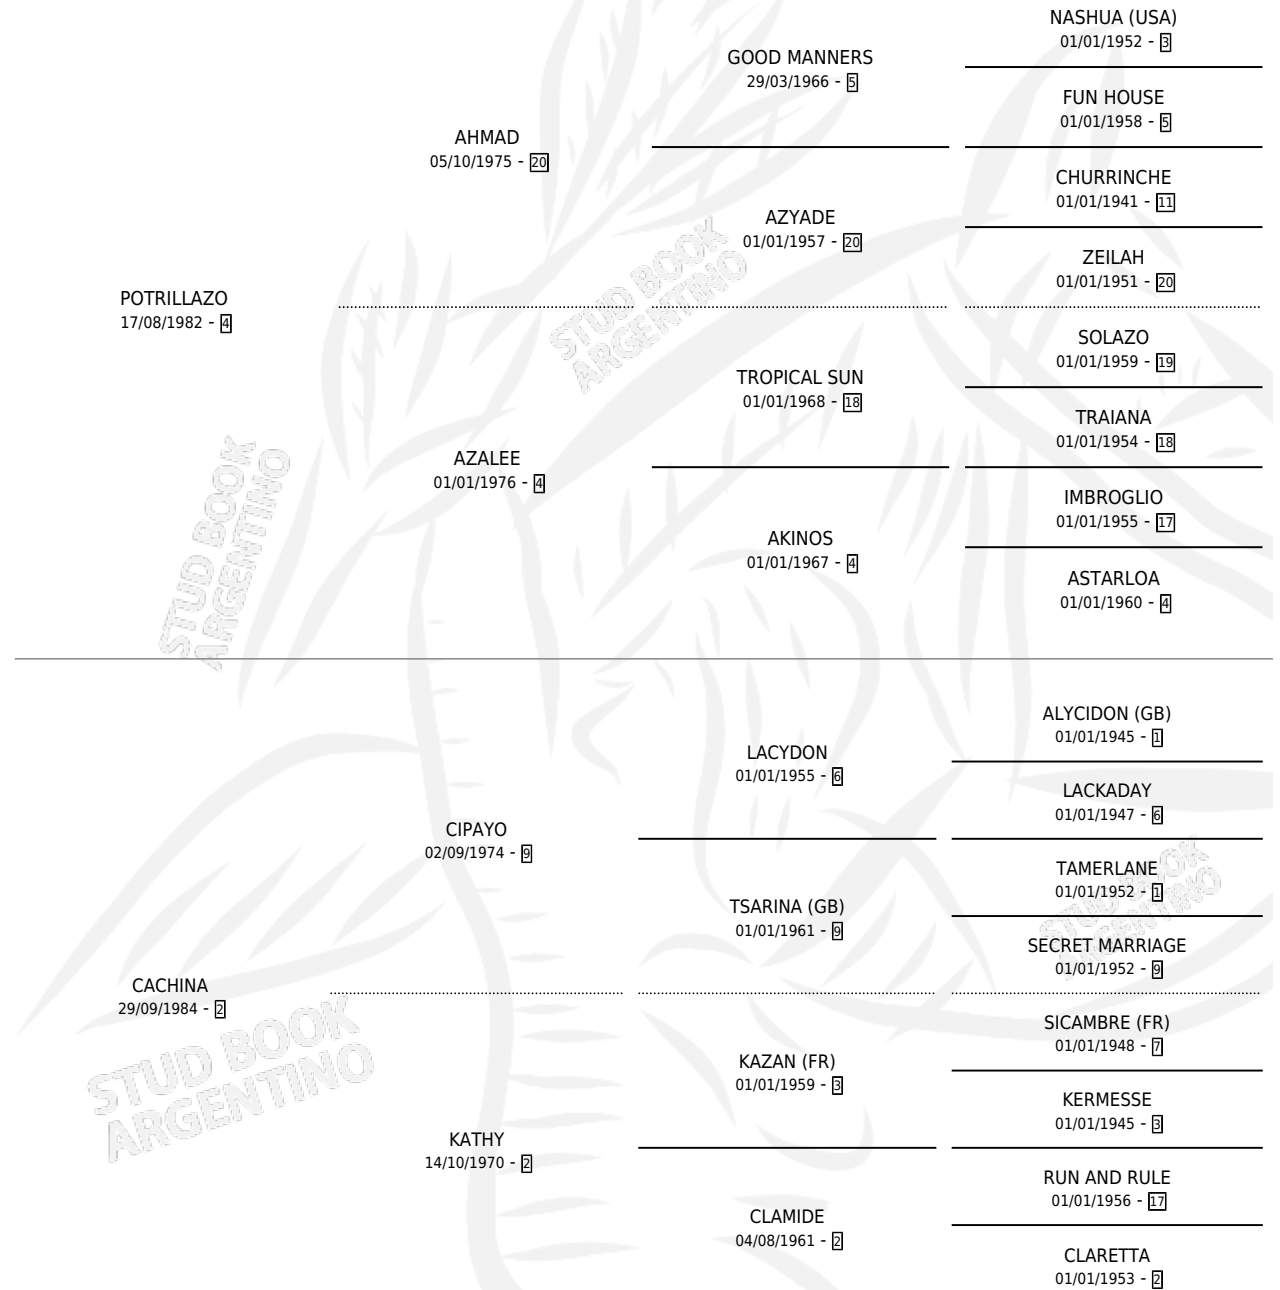 NASHUA (USA)
01/01/1952 - 3
GOOD MANNERS
29/03/1966 - 5
FUN HOUSE
01/01/1958 - 5
AHMAD
05/10/1975 - 20
CHURRINCHE
01/01/1941 - 11
AZYADE
01/01/1957 - 20
ZEILAH
01/01/1951 - 20
POTRILLAZO
17/08/1982 - 4
STUD BOOK
ARGENTINO
SOLAZO
01/01/1959 - 19
TROPICAL SUN
01/01/1968 - 18
TRAIANA
01/01/1954 - 18
AZALEE
01/01/1976 - 4
IMBROGLIO
01/01/1955 - 17
AKINOS
01/01/1967 - 4
ASTARLOA
01/01/1960 - 4
STUD BOOK
ARGENTINO
ALYCIDON (GB)
01/01/1945 - 1
LACYDON
01/01/1955 - 6
LACKADAY
01/01/1947 - 6
CIPAYO
02/09/1974 - 9
TAMERLANE
01/01/1952 - 1
TSARINA (GB)
01/01/1961 - 9
SECRET MARRIAGE
01/01/1952 - 9
STUD BOOK
ARGENTINO
CACHINA
29/09/1984 - 2
SICAMBRE (FR)
01/01/1948 - 7
KAZAN (FR)
01/01/1959 - 3
KERMESSE
01/01/1945 - 3
STUD BOOK
ARGENTINO
KATHY
14/10/1970 - 2
RUN AND RULE
01/01/1956 - 17
CLAMIDE
04/08/1961 - 2
CLARETTA
01/01/1953 - 2